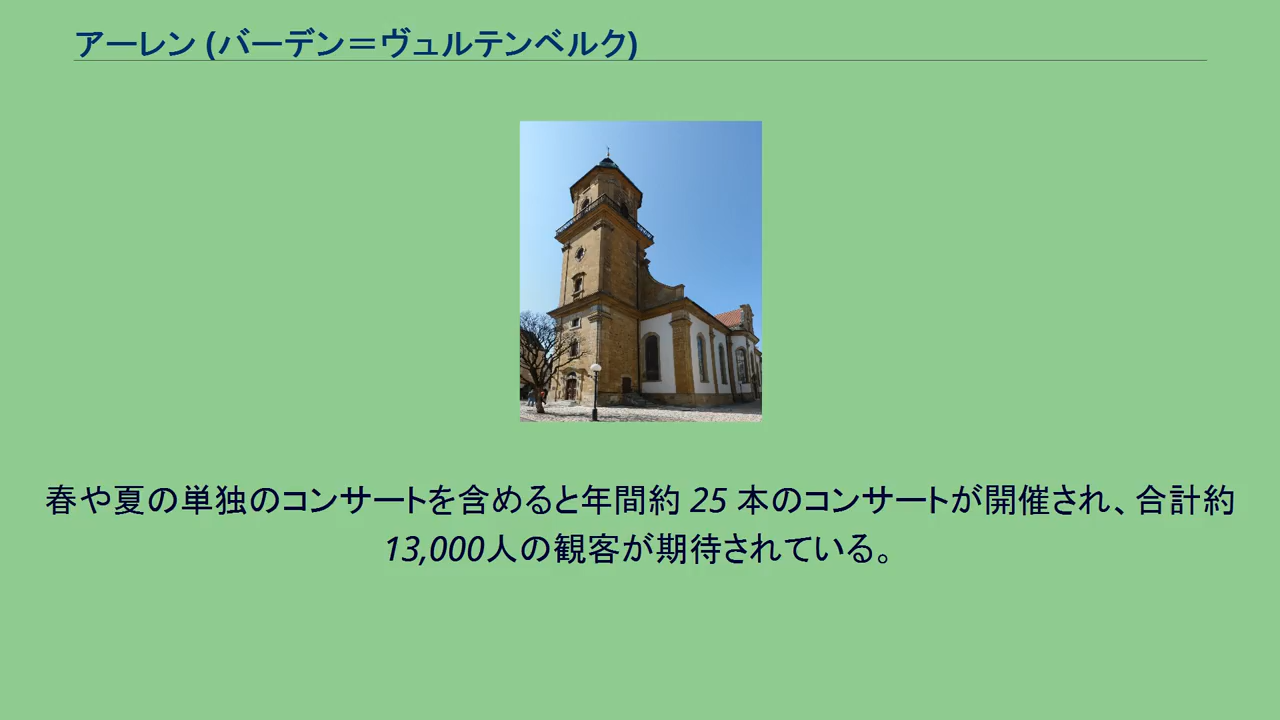 アーレン (バーデン＝ヴュルテンベルク)
春や夏の単独のコンサートを含めると年間約 25 本のコンサートが開催され、合計約
13,000人の観客が期待されている。